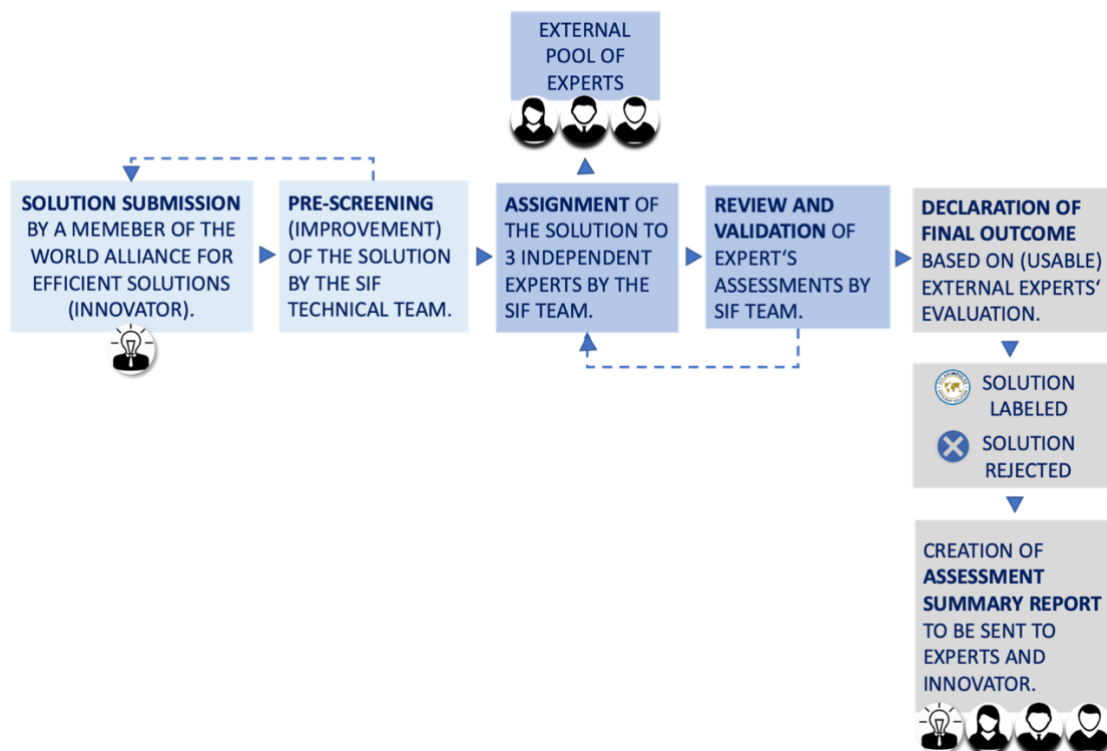 EXTERNAL
POOL OF
EXPERTS
SOLUTION SUBMISSION
BY A MEMEBER OF THE
WORLD ALLIANCE FOR
EFFICIENT SOLUTIONS
(INNOVATOR).
PRE-SCREENING
(IMPROVEMENT)
OF THE SOLUTION
BY THE SIF
TECHNICAL TEAM.
ASSIGNMENT OF
THE SOLUTION TO
3 INDEPENDENT
EXPERTS BY THE
SIF TEAM.
REVIEW AND
VALIDATION OF
EXPERT‘S
ASSESSMENTS BY
SIF TEAM.
DECLARATION OF
FINAL OUTCOME
BASED ON (USABLE)
EXTERNAL EXPERTS‘
EVALUATION.
SOLUTION
LABELED
SOLUTION
REJECTED
CREATION OF
ASSESSMENT
SUMMARY REPORT
TO BE SENT TO
EXPERTS AND
INNOVATOR.